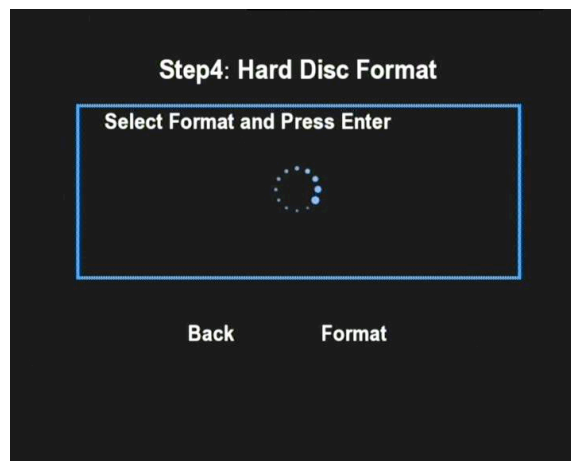 Step4: Hard Disc Format
Select Format and Press Enter
Back Format